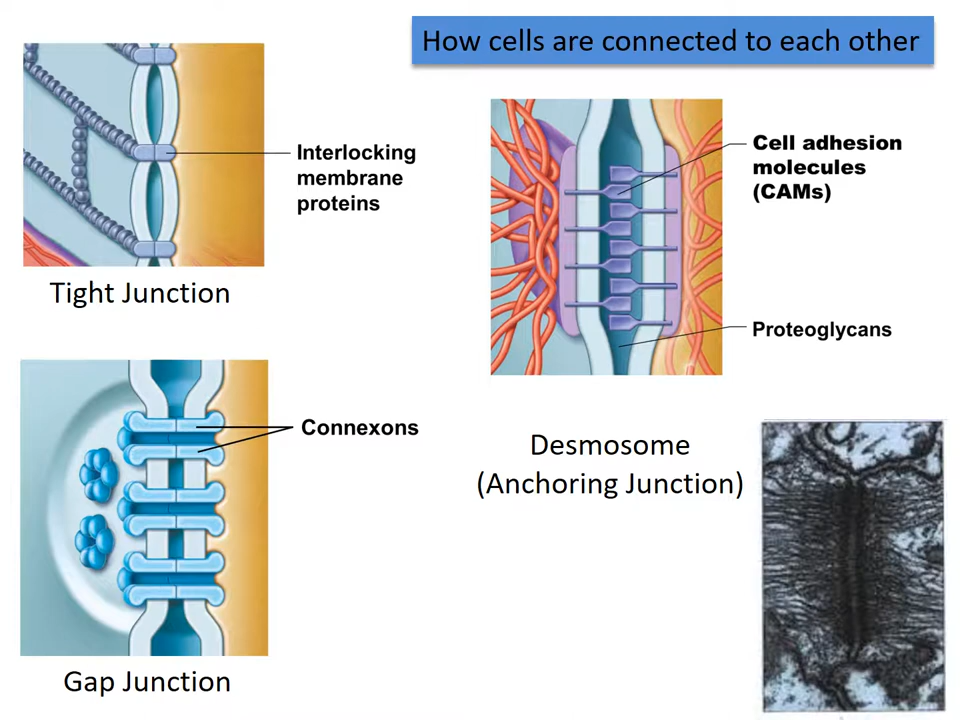 How cells are connected to each other
Interlocking
membrane
proteins
Tight Junction
Cell adhesion
molecules
(CAMs)
Proteoglycans
Connexons
Desmosome
(Anchoring Junction)
Gap Junction